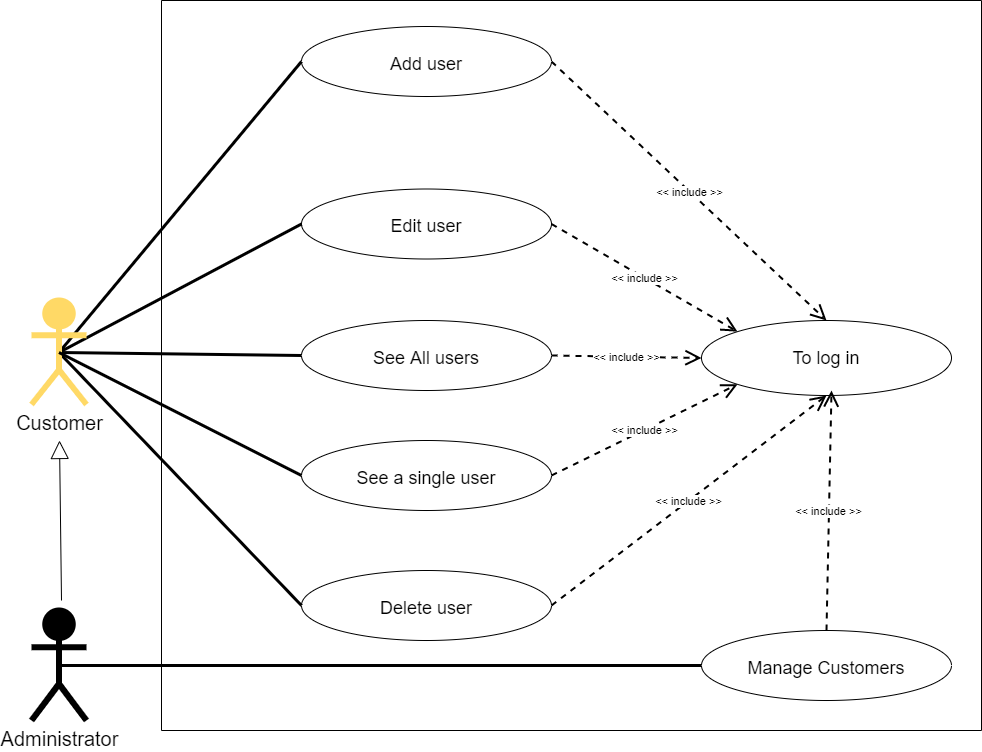 Add user
<< include >>
Edit user
<< include >>
See All users
<< include >>
To log in
Customer
<< include >>
See a single user
<< include >>
<< include >>
Delete user
Manage Customers
Administrator